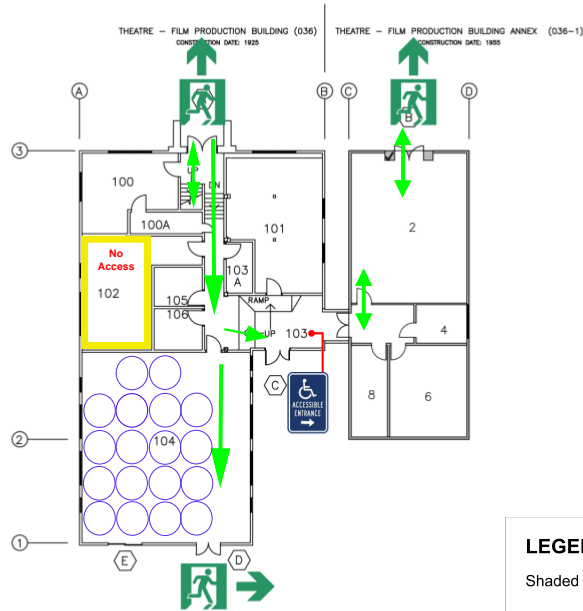 THEATRE – FILM PRODUCTION BUILDING (036)
CONSTRUCTION DATE: 1925
THEATRE – FILM PRODUCTION BUILDING ANNEX (036-1)
CONSTRUCTION DATE: 1955
A
B
C
D
B
3
100
UP
DN
101
2
100A
No
Access
102
103
A
105
106
RAMP
UP
103
4
C
ACCESSIBLE
ENTRANCE
8
6
2
104
1
E
D
LEGE
Shaded